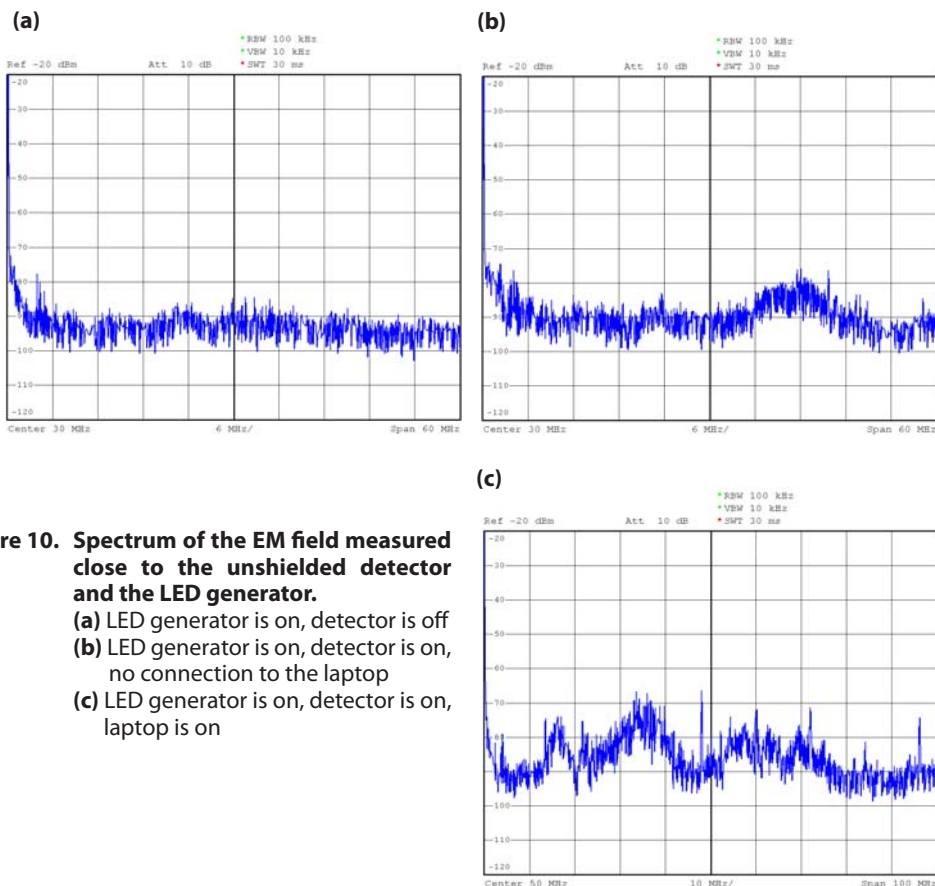 (a)
* RBW 100 kHz
* VBW 10 kHz
Ref -20 dBm Att 10 dB * SWT 30 ms
-20
-30
-40
-50
-60
-70
-90
-100
-110
-120
Center 30 MHz 6 MHz/ Span 60 MHz
(b)
* RBW 100 kHz
* VBW 10 kHz
Ref -20 dBm Att 10 dB * SWT 30 ms
-20
-30
-40
-50
-60
-70
-80
-90
-100
-110
-120
Center 30 MHz 6 MHz/ Span 60 MHz
re 10. Spectrum of the EM field measured
close to the unshielded detector
and the LED generator.
(a) LED generator is on, detector is off
(b) LED generator is on, detector is on,
no connection to the laptop
(c) LED generator is on, detector is on,
laptop is on
(c)
* RBW 100 kHz
* VBW 10 kHz
Ref -20 dBm Att 10 dB * SWT 30 ms
-20
-30
-40
-50
-60
-70
-80
-90
-100
-110
-120
Center 50 MHz 10 MHz/ Span 100 MHz